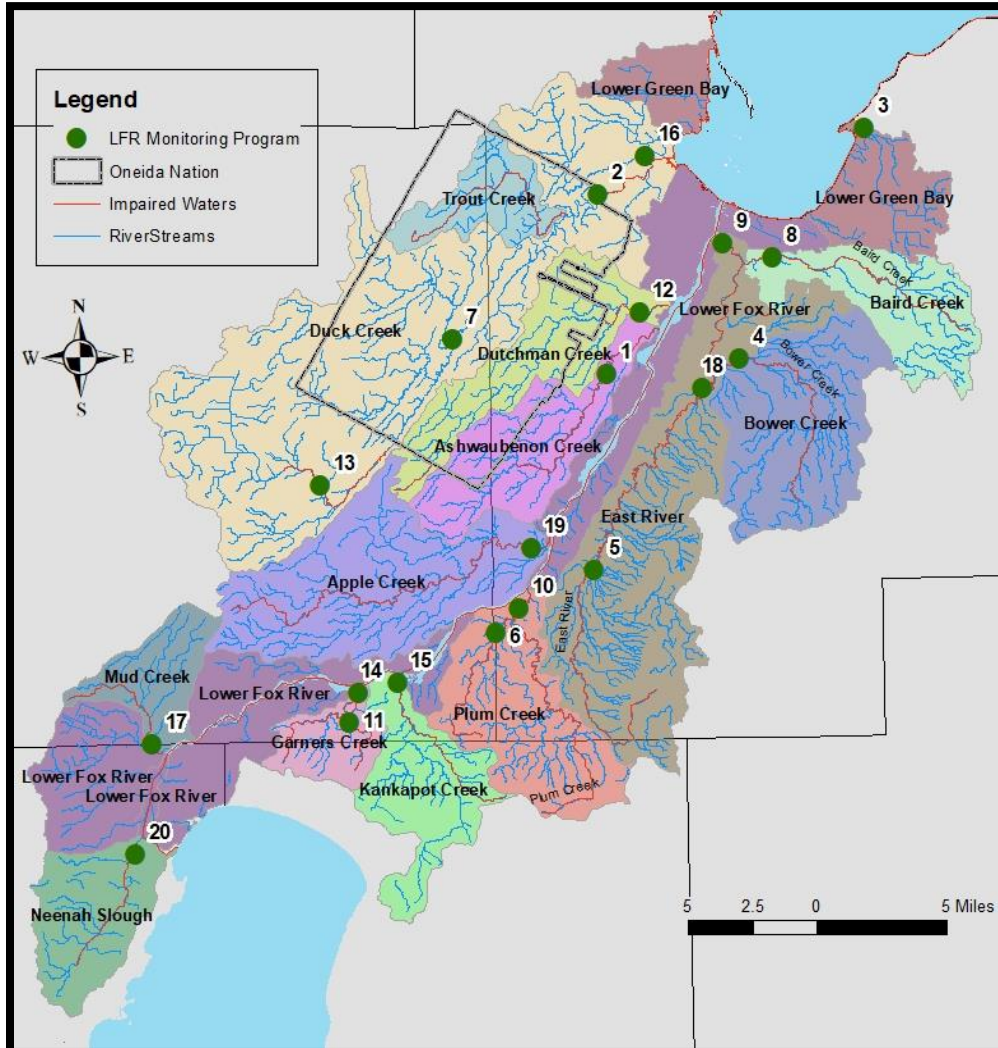 Legend
LFR Monitoring Program
Oneida Nation
Impaired Waters
RiverStreams
N
W
E
S
Lower Green Bay
3
16
2
Trout Creek
Lower Green Bay
9
8
Baird Creek
Baird Creek
12
Lower Fox River
7
Duck Creek
4
Dutchman Creek
1
Bower Creek
18
Bower Creek
Ashwaubenon Creek
13
East River
19
5
Apple Creek
10
East River
6
15
14
Mud Creek
Lower Fox River
Plum Creek
11
17
Garners Creek
Lower Fox River
Kankapot Creek
Plum Creek
Lower Fox River
20
Neenah Slough
5 2.5 0 5 Miles